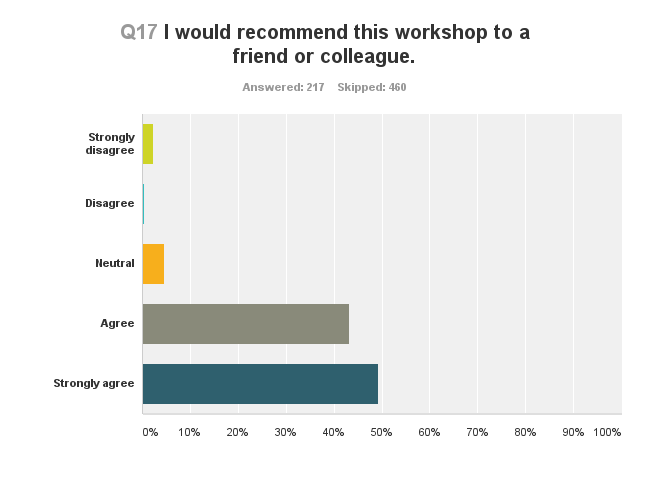 Q17 I would recommend this workshop to a
friend or colleague.
Answered: 217 Skipped: 460
Strongly
disagree
Disagree
Neutral
Agree
Strongly agree
0% 10% 20% 30% 40% 50% 60% 70% 80% 90% 100%